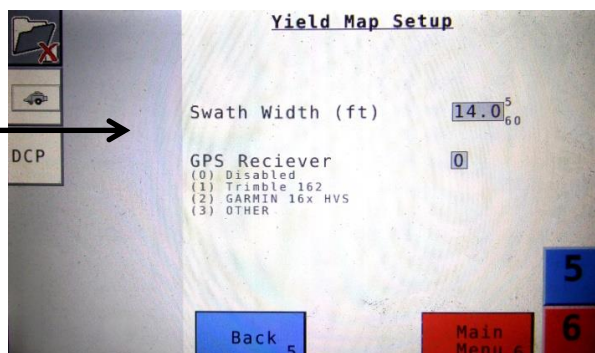 Yield Map Setup
Swath Width (ft) 14.0 5 60
DCP
GPS Reciever 0
(0) Disabled
(1) Trimble 162
(2) GARMIN 16x HVS
(3) OTHER
5
Back 5
Main
Menu 6
6